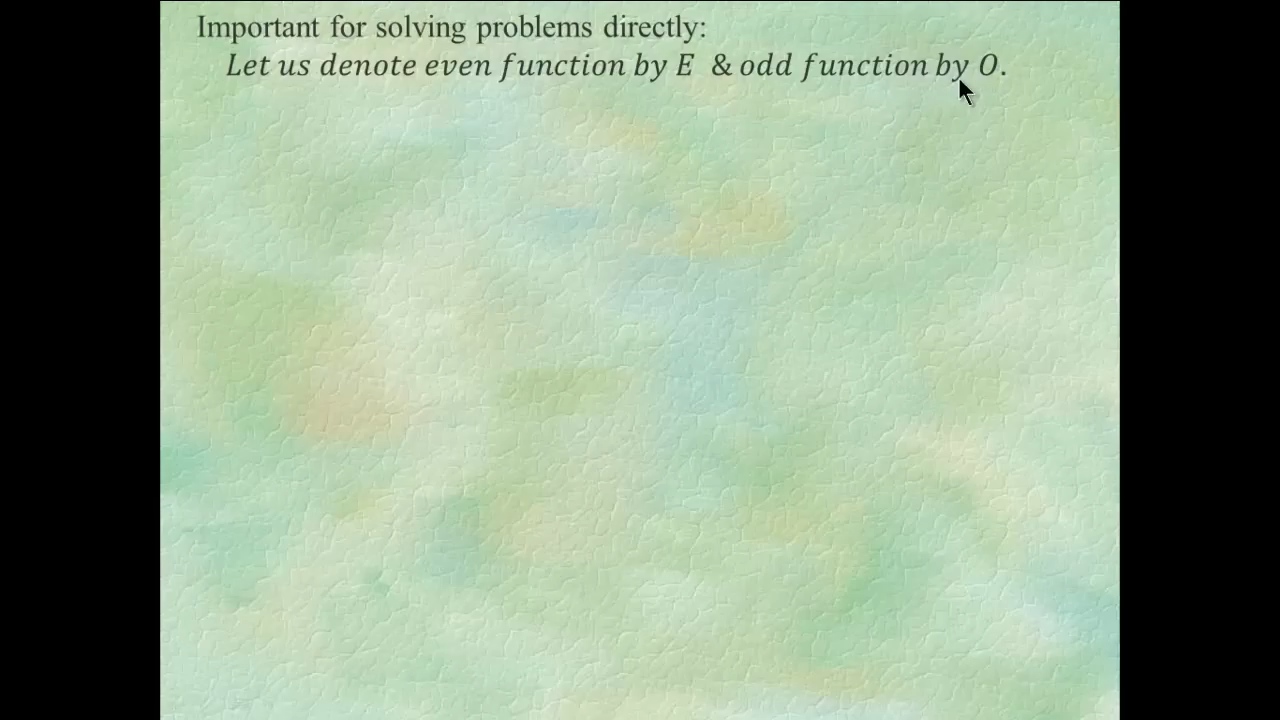 Important for solving problems directly:
Let us denote even function by E & odd function by O.